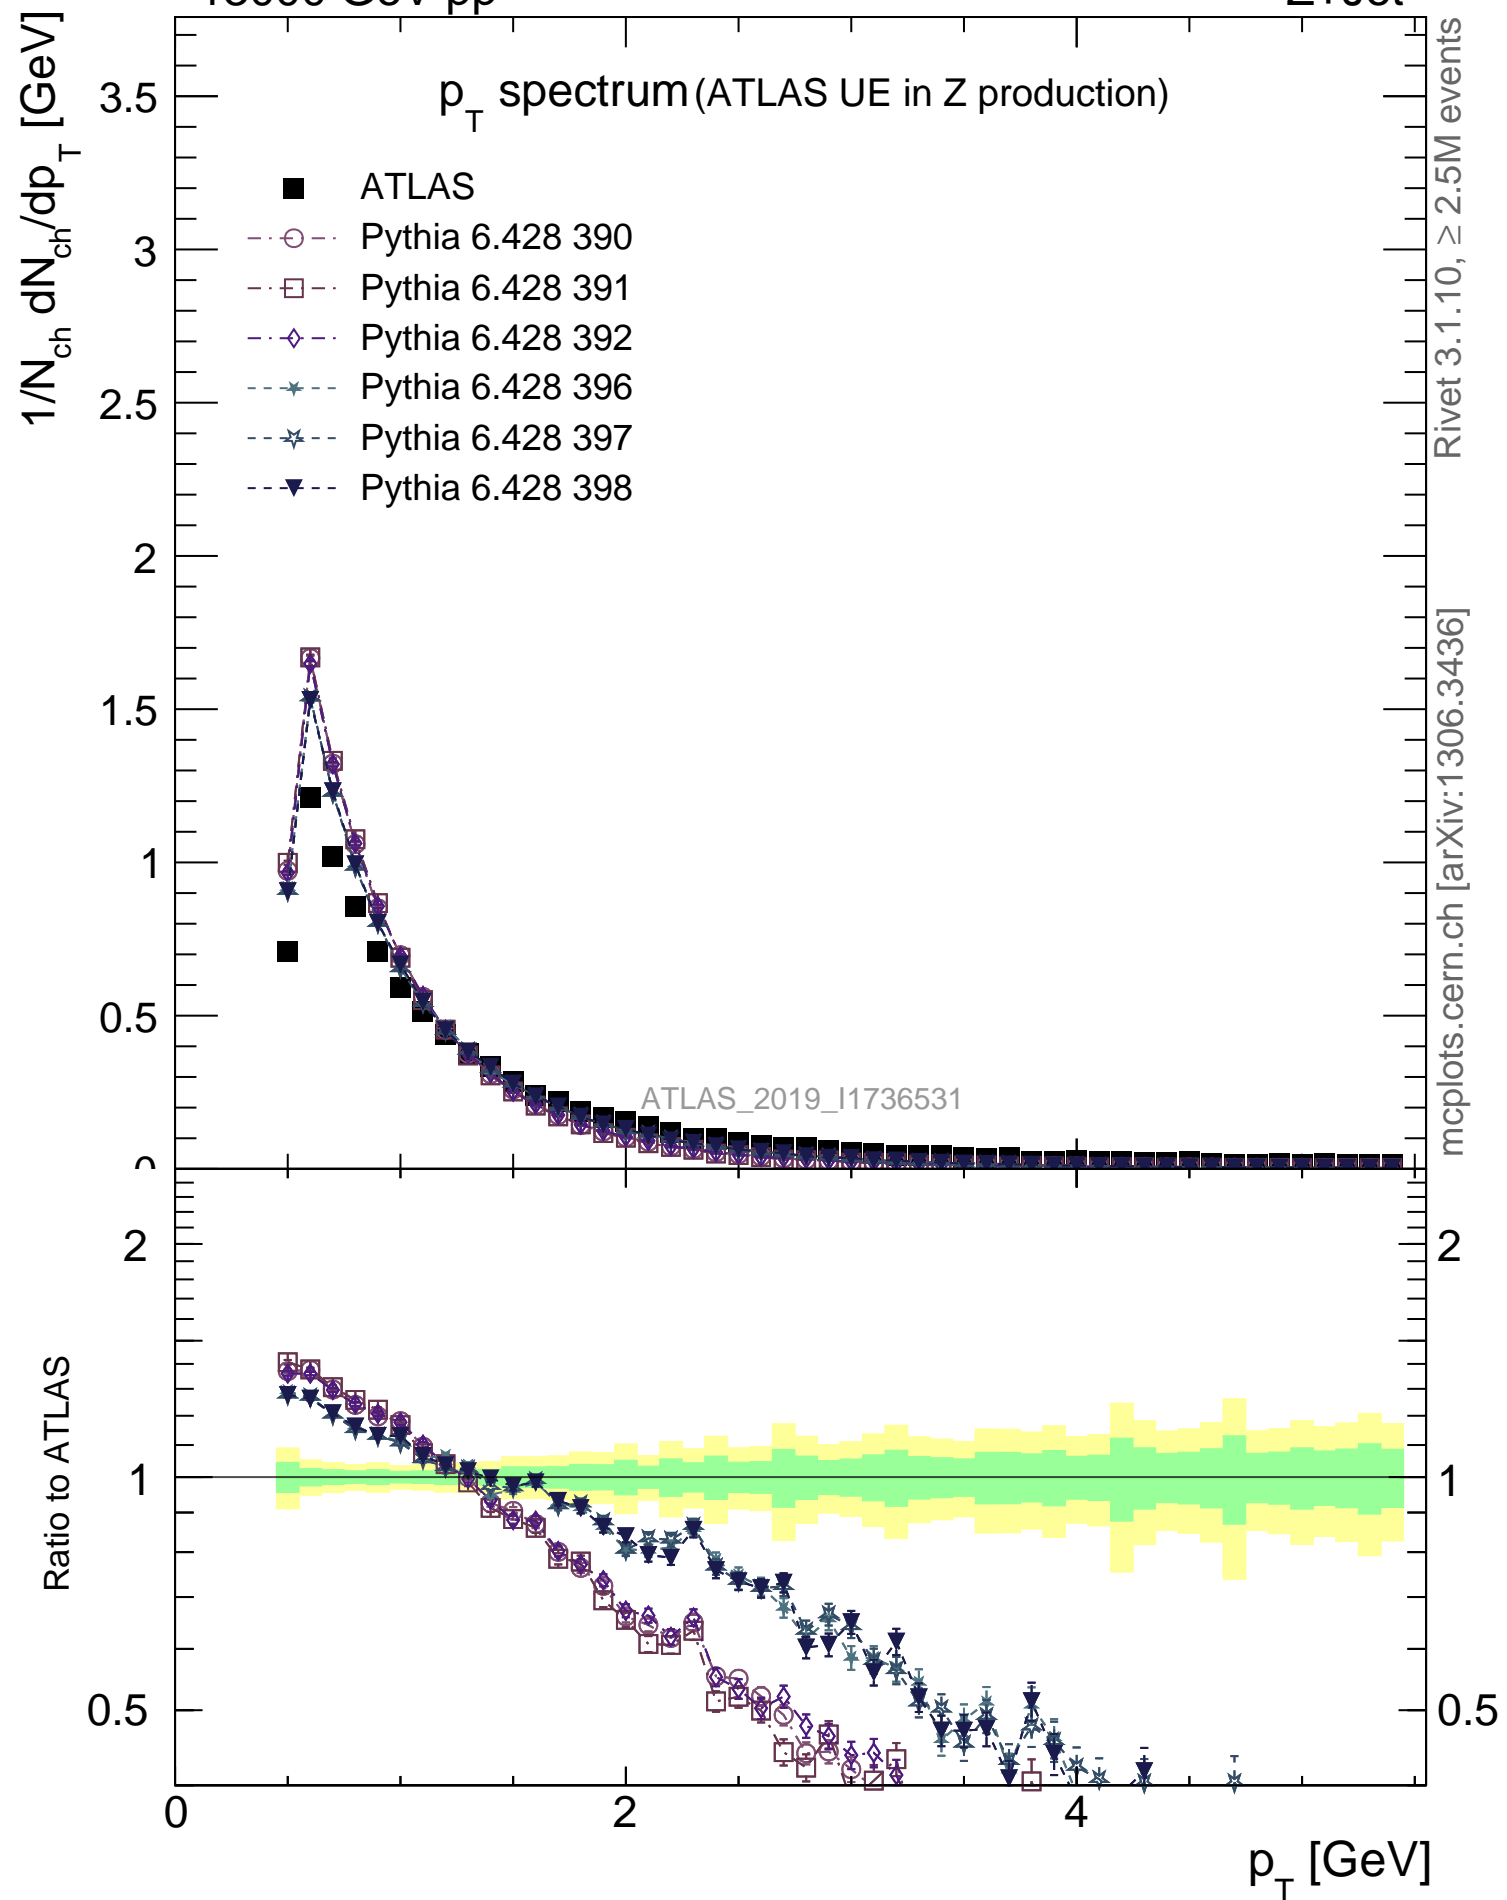 p_T spectrum (ATLAS UE in Z production)
1/N_ch dN_ch/dp_T [GeV]
3.5
3
2.5
2
1.5
1
0.5
0
ATLAS
Pythia 6.428 390
Pythia 6.428 391
Pythia 6.428 392
Pythia 6.428 396
Pythia 6.428 397
Pythia 6.428 398
ATLAS_2019_I1736531
Rivet 3.1.10, ≥ 2.5M events
mcplots.cern.ch [arXiv:1306.3436]
Ratio to ATLAS
2
1
0.5
2
1
0.5
0
2
4
p_T [GeV]